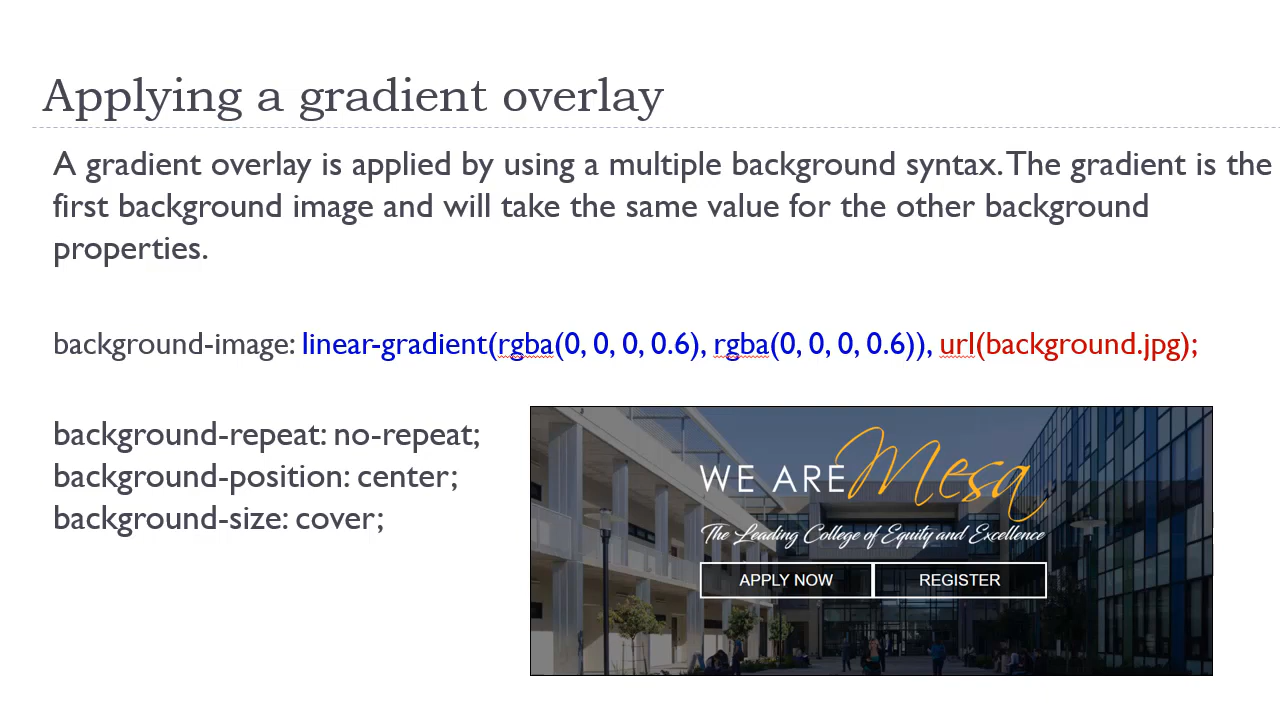 Applying a gradient overlay
A gradient overlay is applied by using a multiple background syntax. The gradient is the
first background image and will take the same value for the other background
properties.
background-image: linear-gradient(rgba(0, 0, 0, 0.6), rgba(0, 0, 0, 0.6)), url(background.jpg);
background-repeat: no-repeat;
background-position: center;
background-size: cover;
WE ARE Mesa
The Leading College of Equity and Excellence
APPLY NOW
REGISTER